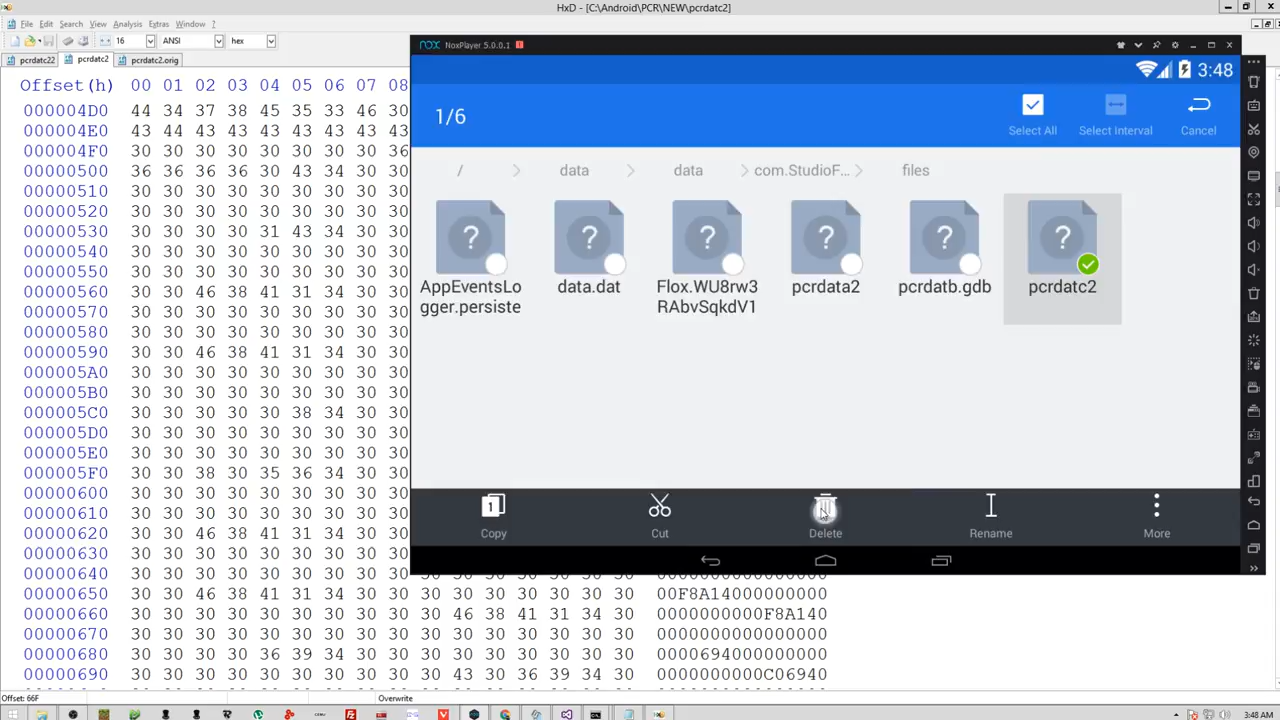 HxD - [C:\Android\PCR\NEW\pcrdatc2]
File Edit Search View Analysis Extras Window ?
16 ANSI hex
pcrdatc22 pcrdatc2 pcrdatc2.orig
Offset(h) 00 01 02 03 04 05 06 07 08
000004D0 44 34 37 38 45 35 33 46 30
000004E0 43 44 43 43 43 43 43 43 43
000004F0 30 30 30 30 30 30 30 30 36
00000500 36 36 36 36 30 43 34 30 30
00000510 30 30 30 30 30 30 30 30 30
00000520 30 30 30 30 30 30 30 30 30
00000530 30 30 30 30 31 43 34 30 30
00000540 30 30 30 30 30 30 30 30 30
00000550 30 30 30 30 30 30 30 30 30
00000560 30 30 46 38 41 31 34 30 30
00000570 30 30 30 30 30 30 30 30 30
00000580 30 30 30 30 30 30 30 30 30
00000590 30 30 46 38 41 31 34 30 30
000005A0 30 30 30 30 30 30 30 30 30
000005B0 30 30 30 30 30 30 30 30 30
000005C0 30 30 30 30 30 38 34 30 30
000005D0 30 30 30 30 30 30 30 30 30
000005E0 30 30 30 30 30 30 30 30 30
000005F0 30 30 38 30 35 36 34 30 30
00000600 30 30 30 30 30 30 30 30 30
00000610 30 30 30 30 30 30 30 30 30
00000620 30 30 46 38 41 31 34 30 30
00000630 30 30 30 30 30 30 30 30 30
00000640 30 30 30 30 30 30 30 30 30 30 30 30 30 30 30 30 0000000000000000
00000650 30 30 46 38 41 31 34 30 30 30 30 30 30 30 30 30 00F8A14000000000
00000660 30 30 30 30 30 30 30 30 30 30 46 38 41 31 34 30 0000000000F8A140
00000670 30 30 30 30 30 30 30 30 30 30 30 30 30 30 30 30 0000000000000000
00000680 30 30 30 30 36 39 34 30 30 30 30 30 30 30 30 30 0000694000000000
00000690 30 30 30 30 30 30 30 30 30 30 43 30 36 39 34 30 0000000000C06940
Offset: 66F Overwrite
NOX NoxPlayer 5.0.0.1
3:48
1/6
Select All Select Interval Cancel
/ data data com.StudioF... files
AppEventsLo
gger.persiste
data.dat
Flox.WU8rw3
RAbvSqkdV1
pcrdata2
pcrdatb.gdb
pcrdatc2
1
Copy Cut Delete Rename More
3:48 AM